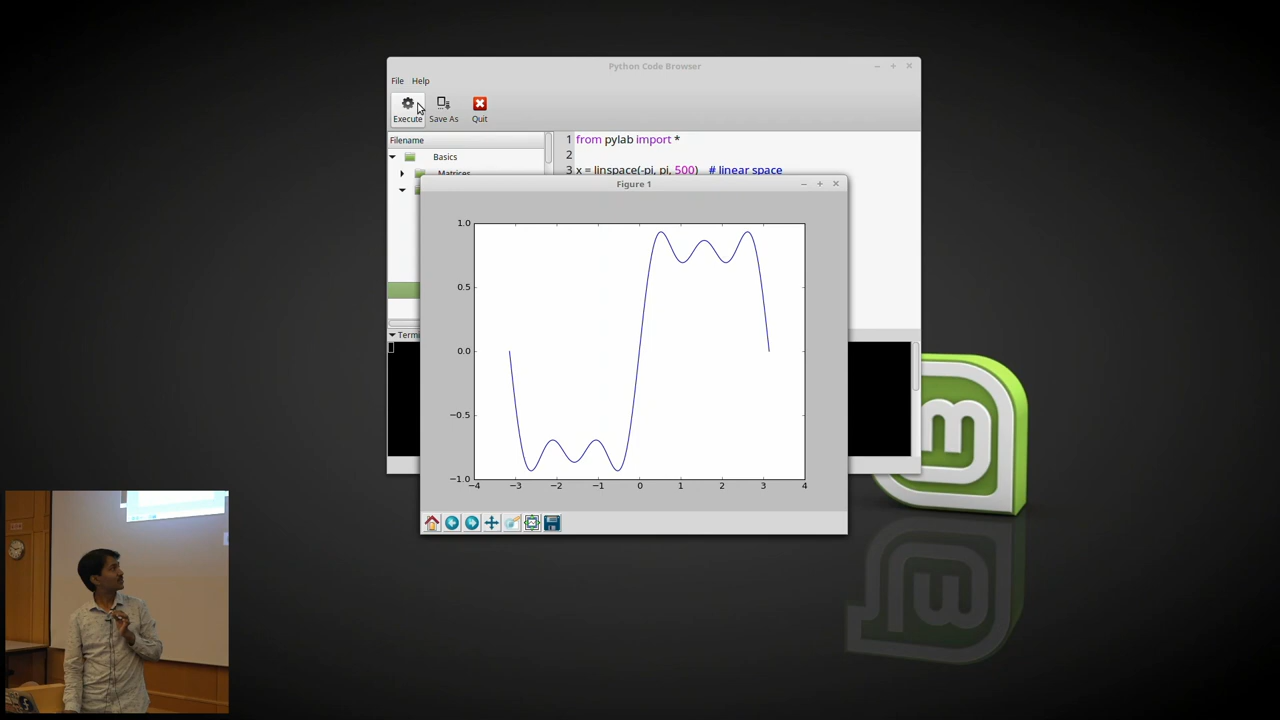 Python Code Browser
File Help
Execute Save As Quit
Filename
Basics
Matrices
1 from pylab import *
2
3 x = linspace(-pi, pi, 500) # linear space
Figure 1
1.0
0.5
0.0
−0.5
−1.0
−4 −3 −2 −1 0 1 2 3 4
Term